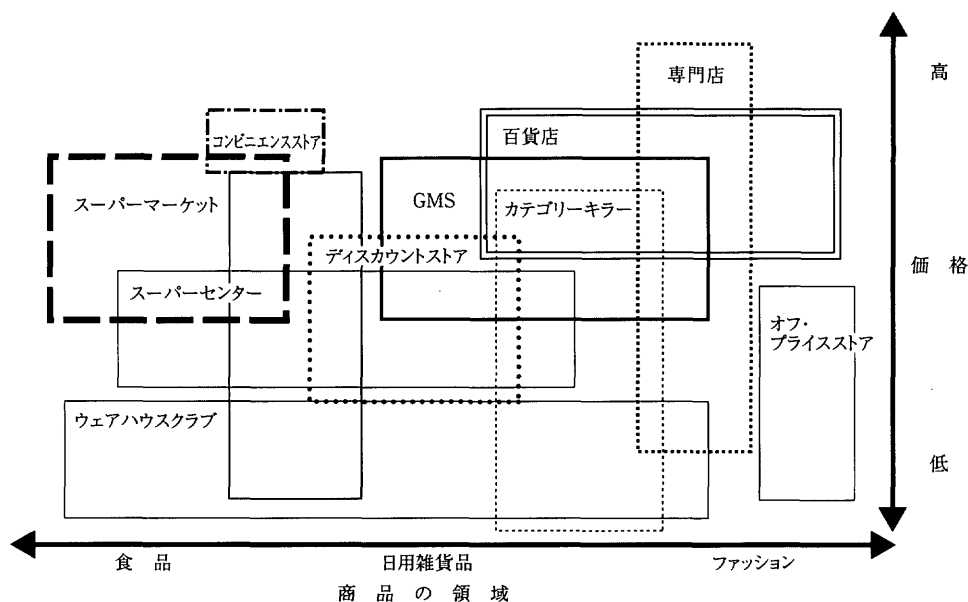 専門店
高
百貨店
コンビニエンスストア
スーパーマーケット
GMS
カテゴリーキラー
ディスカウントストア
価格
スーパーセンター
オフ・
プライスストア
ウェアハウスクラブ
低
食品
日用雑貨品
ファッション
商品の領域